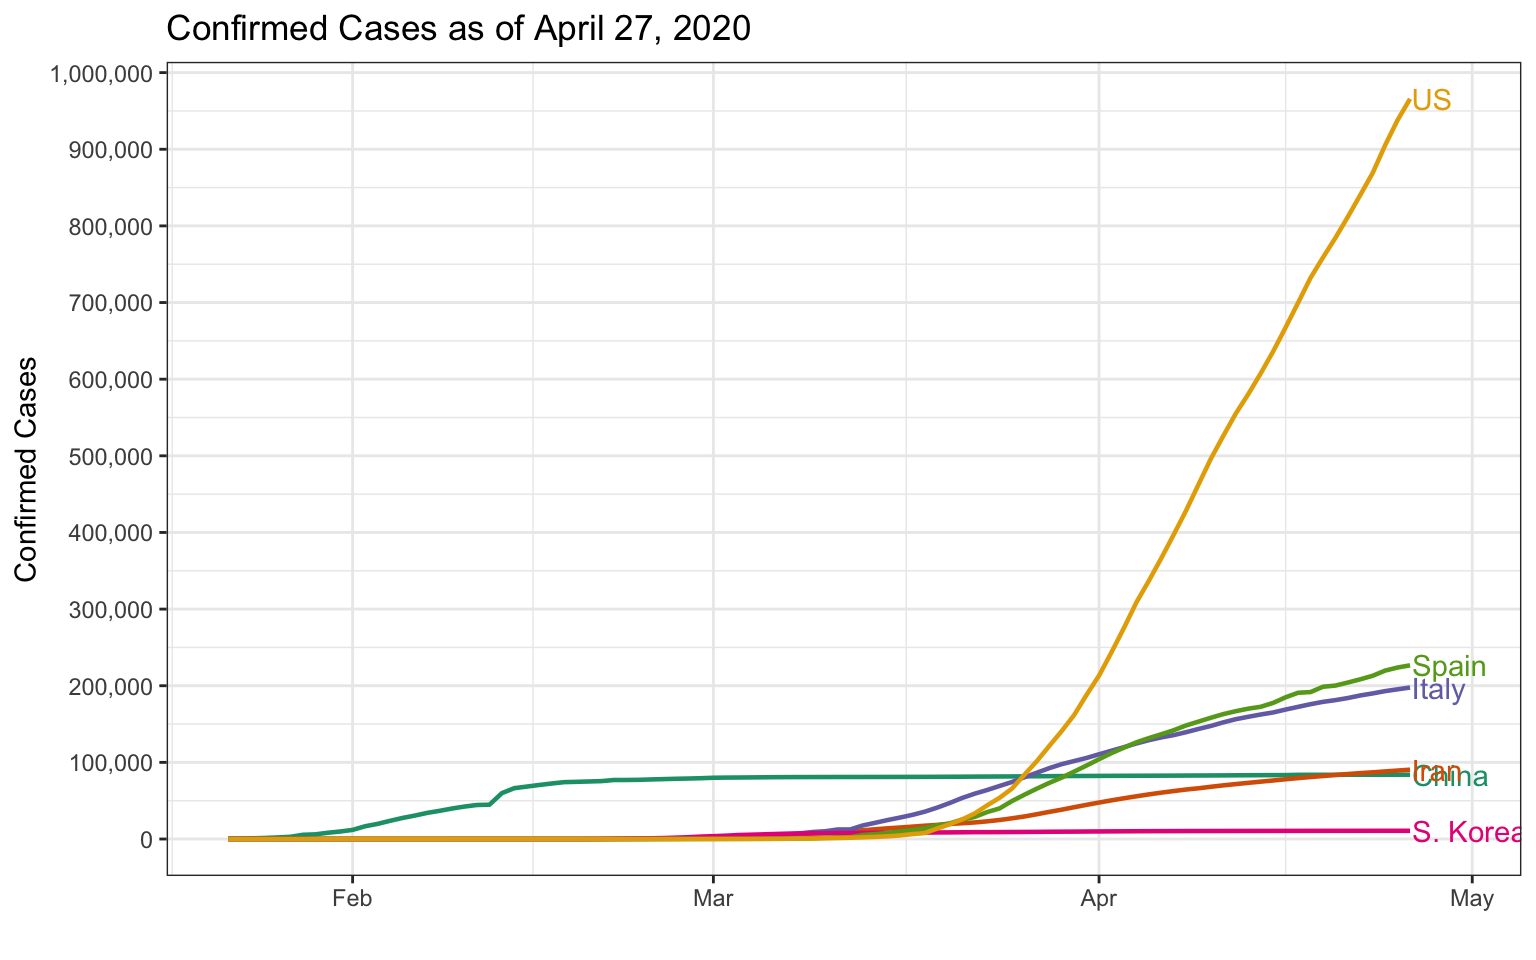 Confirmed Cases as of April 27, 2020
Confirmed Cases
1,000,000
900,000
800,000
700,000
600,000
500,000
400,000
300,000
200,000
100,000
0
US
Spain
Italy
Iran
China
S. Korea
Feb Mar Apr May